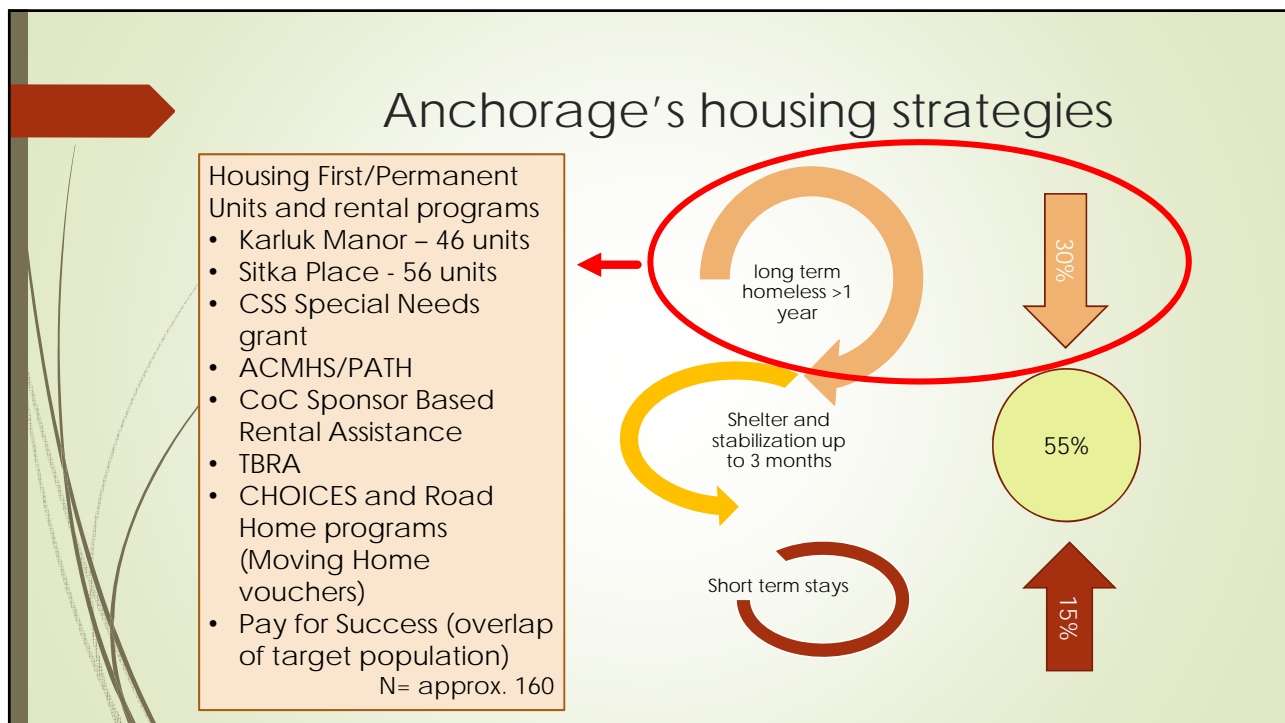 Anchorage's housing strategies
Housing First/Permanent
Units and rental programs
• Karluk Manor – 46 units
• Sitka Place - 56 units
• CSS Special Needs
grant
• ACMHS/PATH
• CoC Sponsor Based
Rental Assistance
• TBRA
• CHOICES and Road
Home programs
(Moving Home
vouchers)
• Pay for Success (overlap
of target population)
N= approx. 160
long term
homeless >1
year
30%
Shelter and
stabilization up
to 3 months
55%
Short term stays
15%